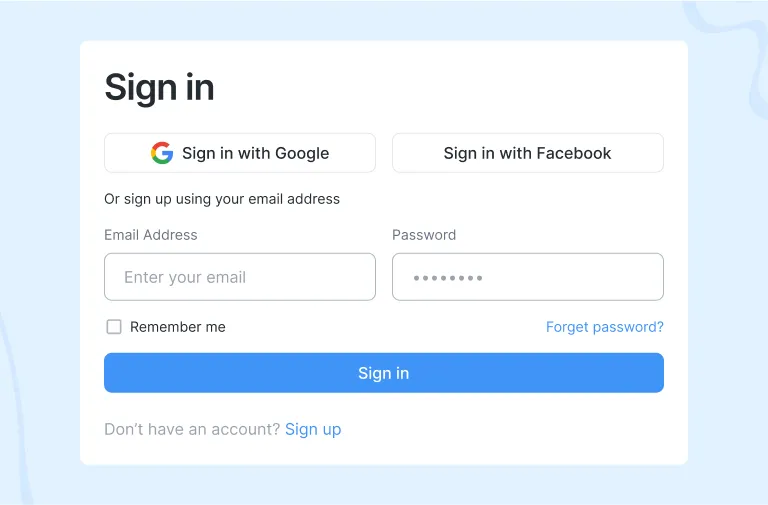 Sign in
Sign in with Google
Sign in with Facebook
Or sign up using your email address
Email Address
Password
Enter your email
••••••••
Remember me
Forget password?
Sign in
Don’t have an account? Sign up